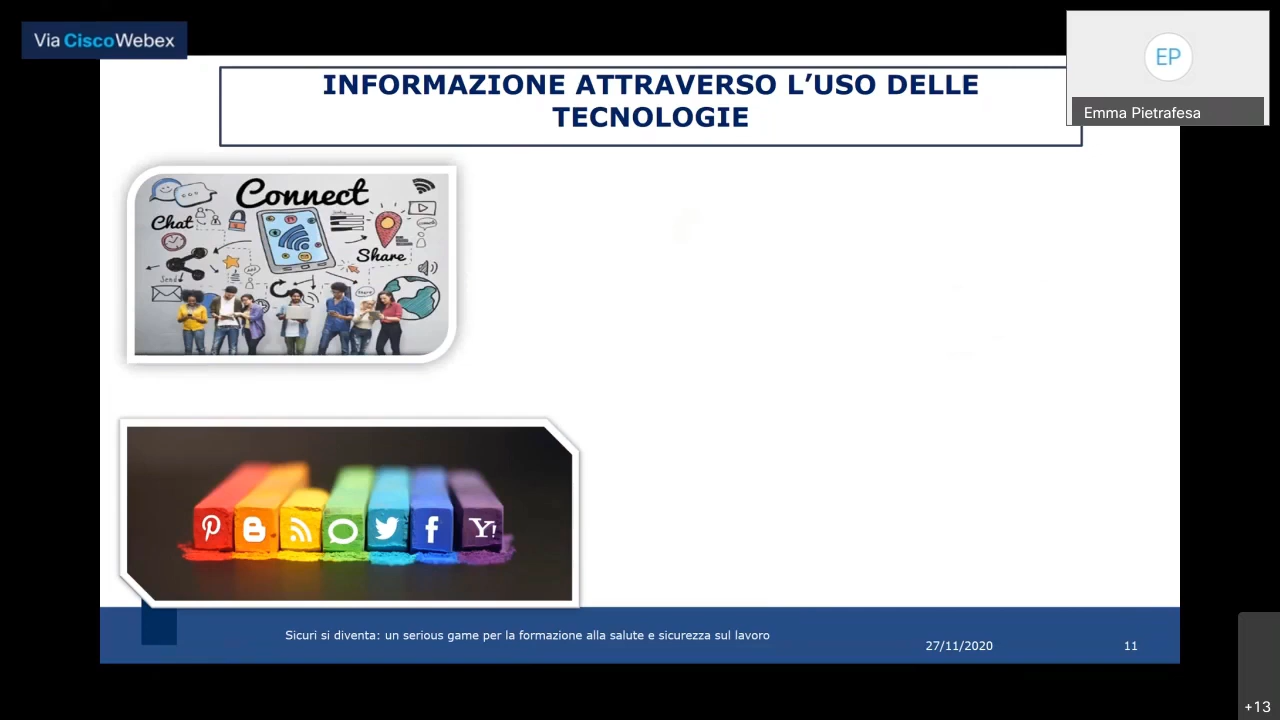 Via CiscoWebex
EP
Emma Pietrafesa
INFORMAZIONE ATTRAVERSO L’USO DELLE
TECNOLOGIE
Connect
Chat
Share
Send
Sicuri si diventa: un serious game per la formazione alla salute e sicurezza sul lavoro
27/11/2020
11
+13